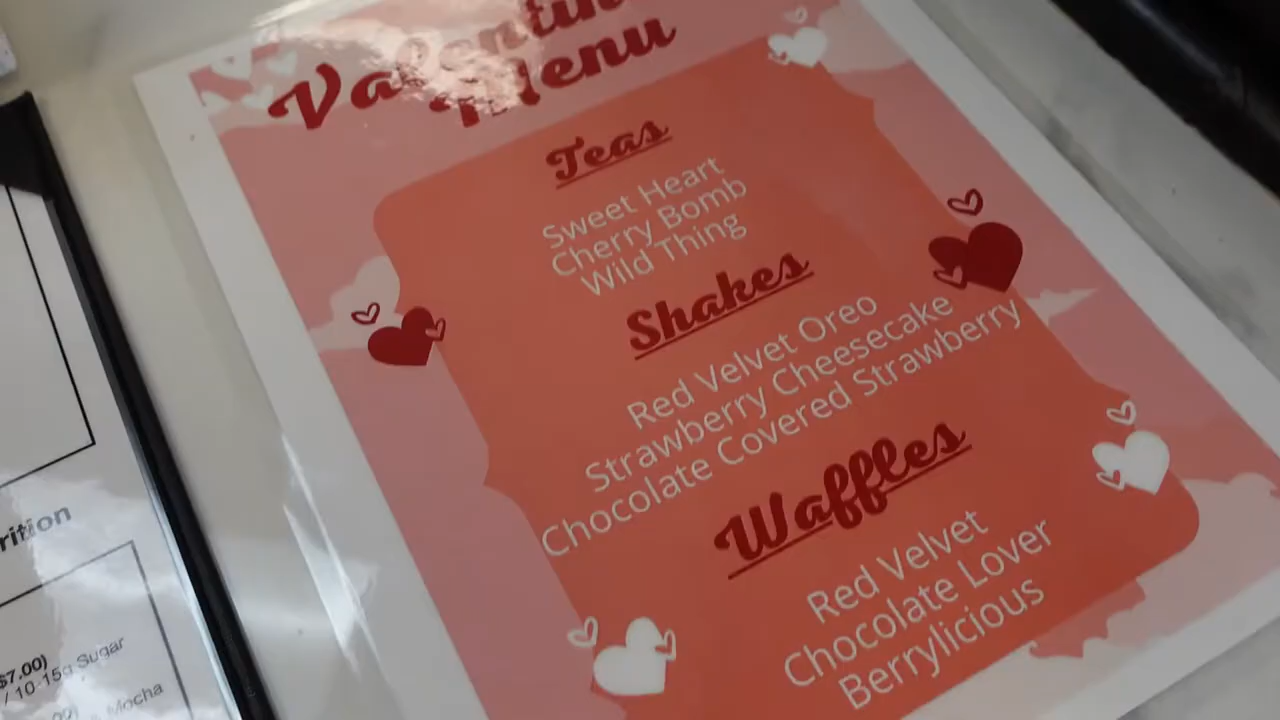 Menu
Teas
Sweet Heart
Cherry Bomb
Wild Thing
Shakes
Red Velvet Oreo
Strawberry Cheesecake
Chocolate Covered Strawberry
Waffles
Red Velvet
Chocolate Lover
Berrylicious
$7.00)
/ 10-15g Sugar
Mocha